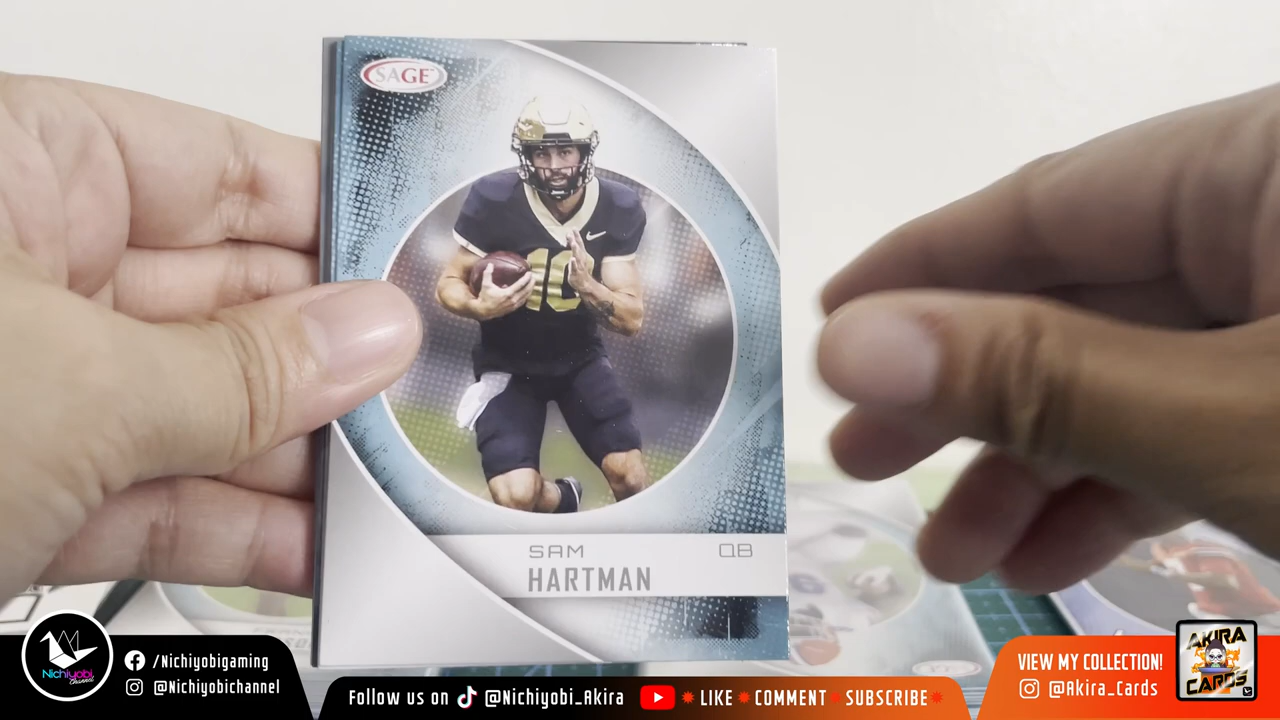 SAGE
10
SAM
QB
HARTMAN
Nichiyobi
Channel
/Nichiyobigaming
@Nichiyobichannel
Follow us on @Nichiyobi_Akira LIKE COMMENT SUBSCRIBE
VIEW MY COLLECTION!
@Akira_Cards
AKIRA
CARDS